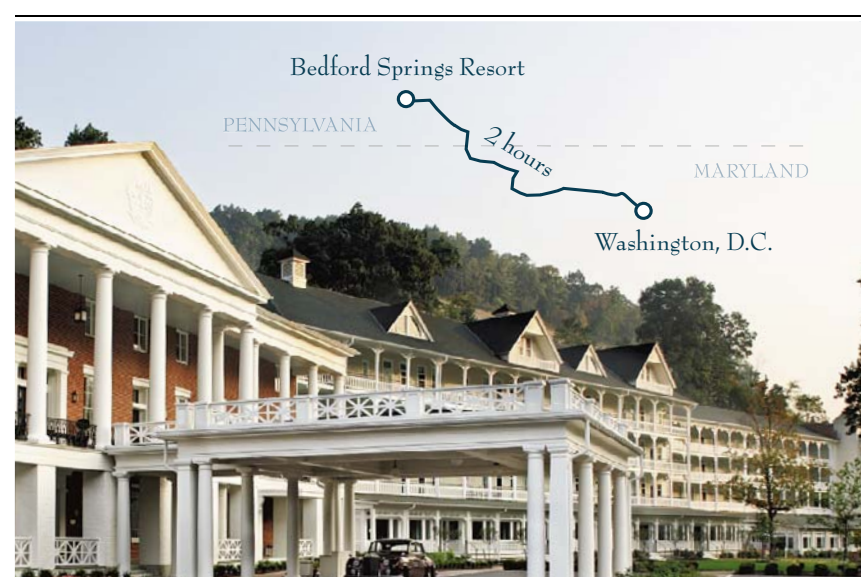 Bedford Springs Resort
PENNSYLVANIA
2 hours
MARYLAND
Washington, D.C.